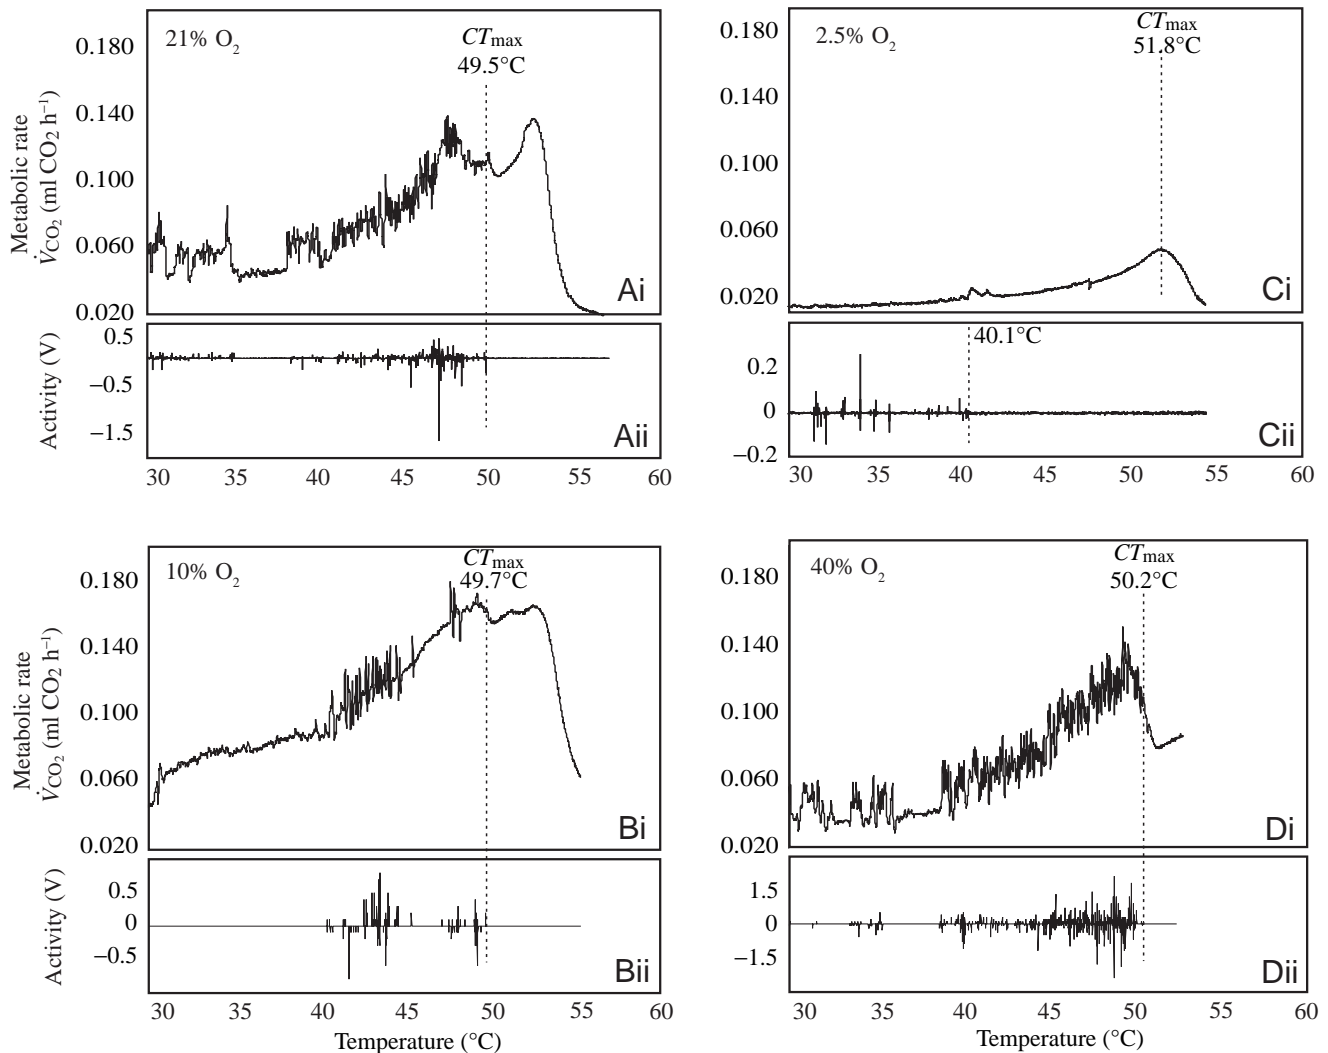 21% O2
CTmax
49.5°C
0.180
0.140
0.100
0.060
0.020
Metabolic rate
V̇CO2 (ml CO2 h−1)
Ai
Activity (V)
0.5
−0.5
−1.5
Aii
30 35 40 45 50 55 60
2.5% O2
CTmax
51.8°C
0.180
0.140
0.100
0.060
0.020
Ci
40.1°C
0.2
0
−0.2
Cii
30 35 40 45 50 55 60
10% O2
CTmax
49.7°C
0.180
0.140
0.100
0.060
0.020
Metabolic rate
V̇CO2 (ml CO2 h−1)
Bi
Activity (V)
0.5
0
−0.5
Bii
30 35 40 45 50 55 60
Temperature (°C)
40% O2
CTmax
50.2°C
0.180
0.140
0.100
0.060
0.020
Di
1.5
0
−1.5
Dii
30 35 40 45 50 55 60
Temperature (°C)